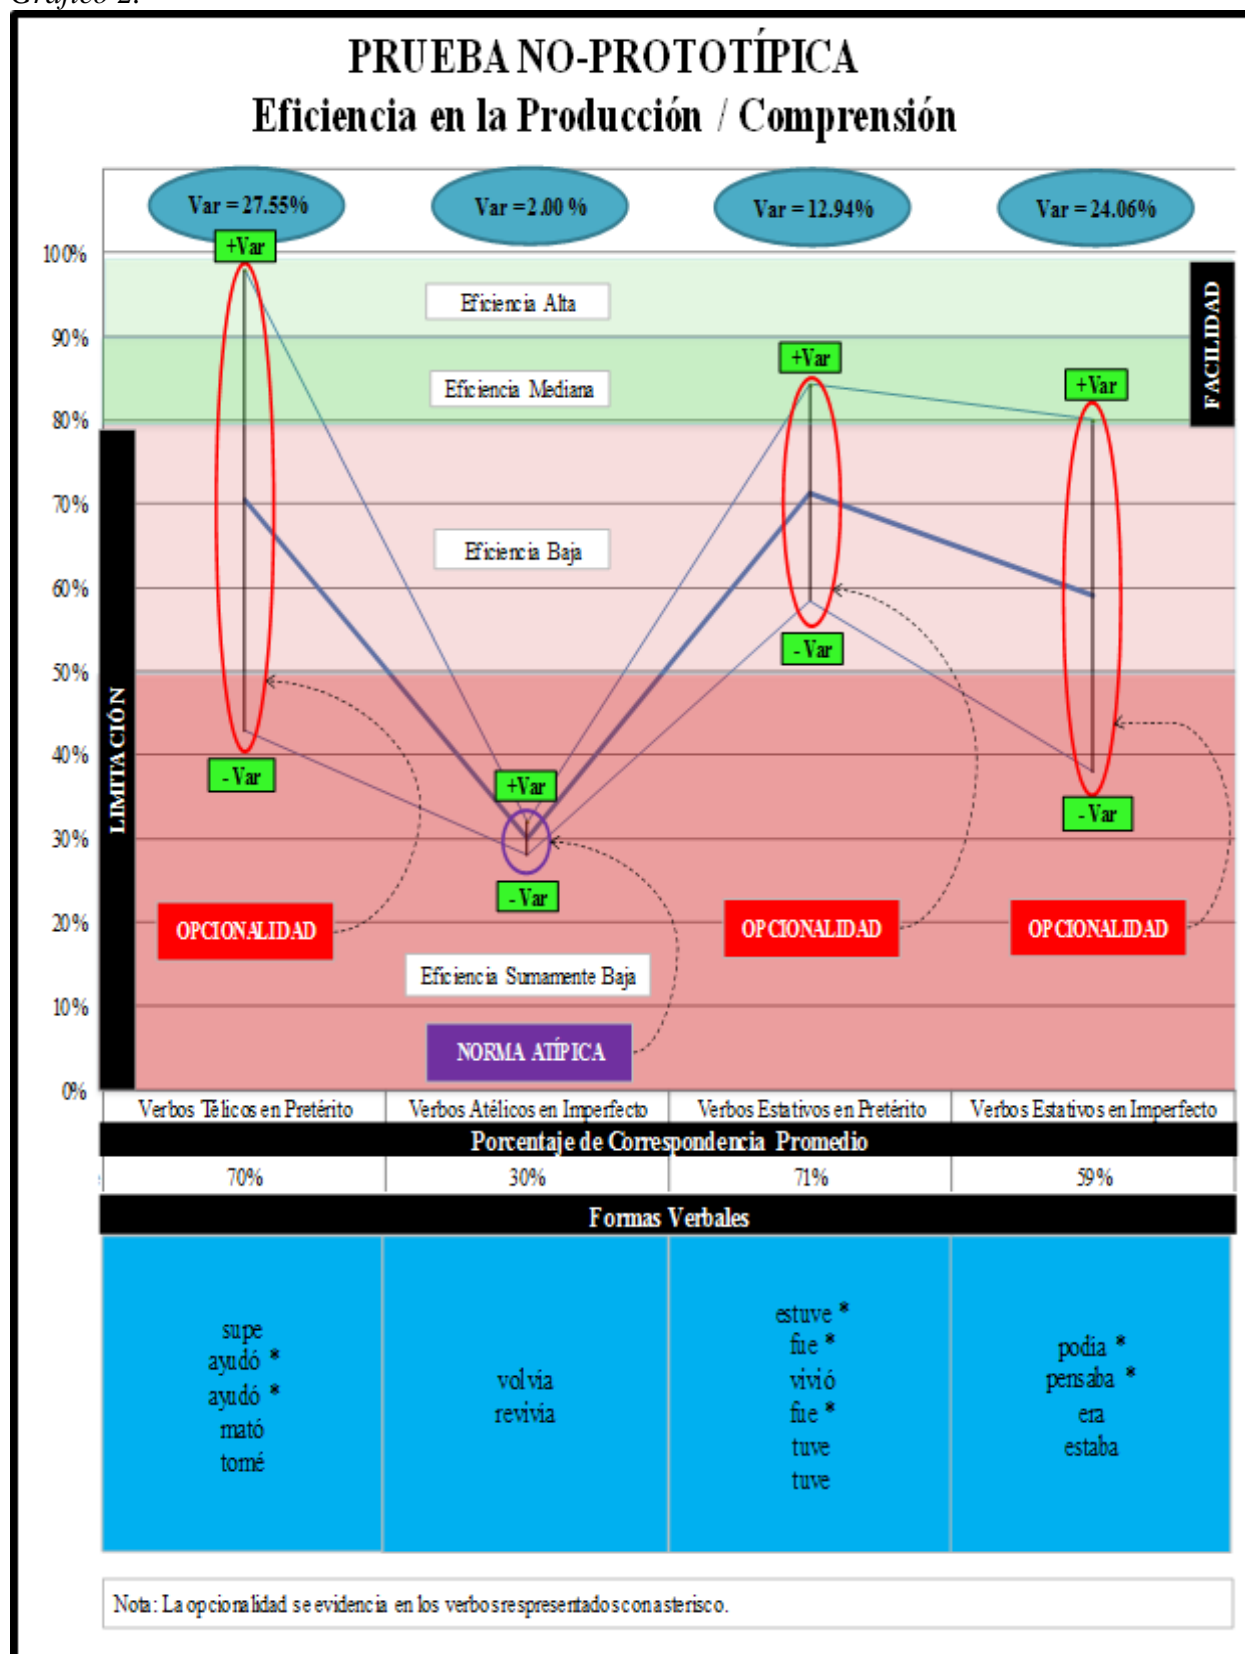 Gráfico 2.
PRUEBA NO-PROTOTÍPICA
Eficiencia en la Producción / Comprensión
Var = 27.55%
Var =2.00 %
Var = 12.94%
Var = 24.06%
+Var
100%
Eficiencia Alta
FACILIDAD
90%
+Var
Eficiencia Mediana
+Var
80%
70%
Eficiencia Baja
60%
- Var
50%
LIMITACIÓN
40%
- Var
+Var
- Var
30%
- Var
20%
OPCIONALIDAD
OPCIONALIDAD
OPCIONALIDAD
Eficiencia Sumamente Baja
10%
NORMA ATÍPICA
0%
Verbos Télicos en Pretérito
Verbos Atélicos en Imperfecto
Verbos Estativos en Pretérito
Verbos Estativos en Imperfecto
Porcentaje de Correspondencia Promedio
70%
30%
71%
59%
Formas Verbales
supe
ayudó *
ayudó *
mató
tomé
volvía
revivía
estuve *
fue *
vivió
fue *
tuve
tuve
podía *
pensaba *
era
estaba
Nota: La opcionalidad se evidencia en los verbos respresentados con asterisco.